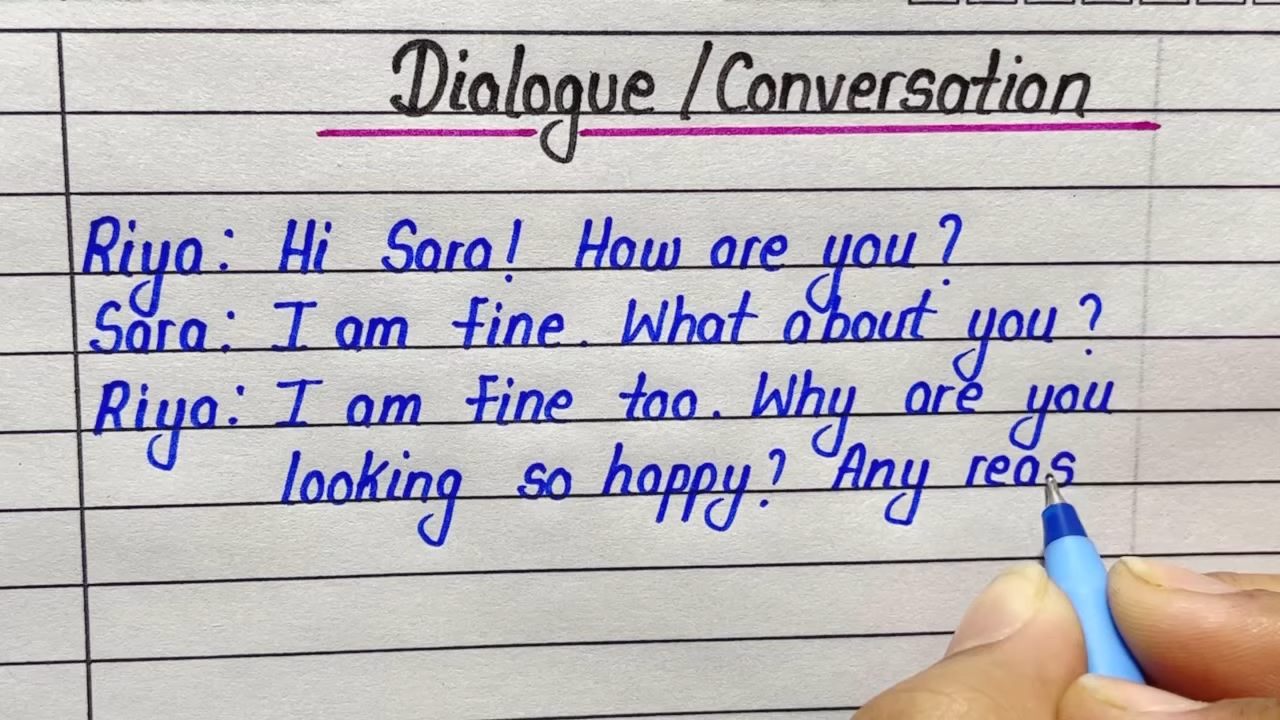 Dialogue / Conversation
Riya: Hi Sara! How are you?
Sara: I am fine. What about you?
Riya: I am fine too. Why are you
looking so happy? Any reas